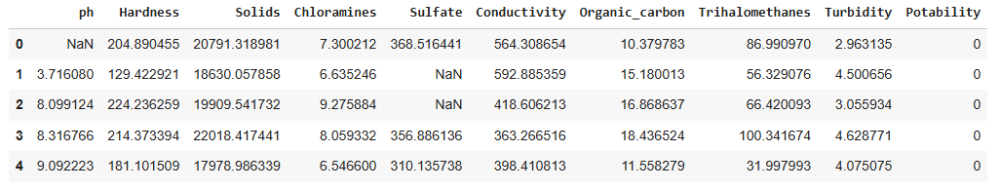 ph Hardness Solids Chloramines Sulfate Conductivity Organic_carbon Trihalomethanes Turbidity Potability
0 NaN 204.890455 20791.318981 7.300212 368.516441 564.308654 10.379783 86.990970 2.963135 0
1 3.716080 129.422921 18630.057858 6.635246 NaN 592.885359 15.180013 56.329076 4.500656 0
2 8.099124 224.236259 19909.541732 9.275884 NaN 418.606213 16.868637 66.420093 3.055934 0
3 8.316766 214.373394 22018.417441 8.059332 356.886136 363.266516 18.436524 100.341674 4.628771 0
4 9.092223 181.101509 17978.986339 6.546600 310.135738 398.410813 11.558279 31.997993 4.075075 0